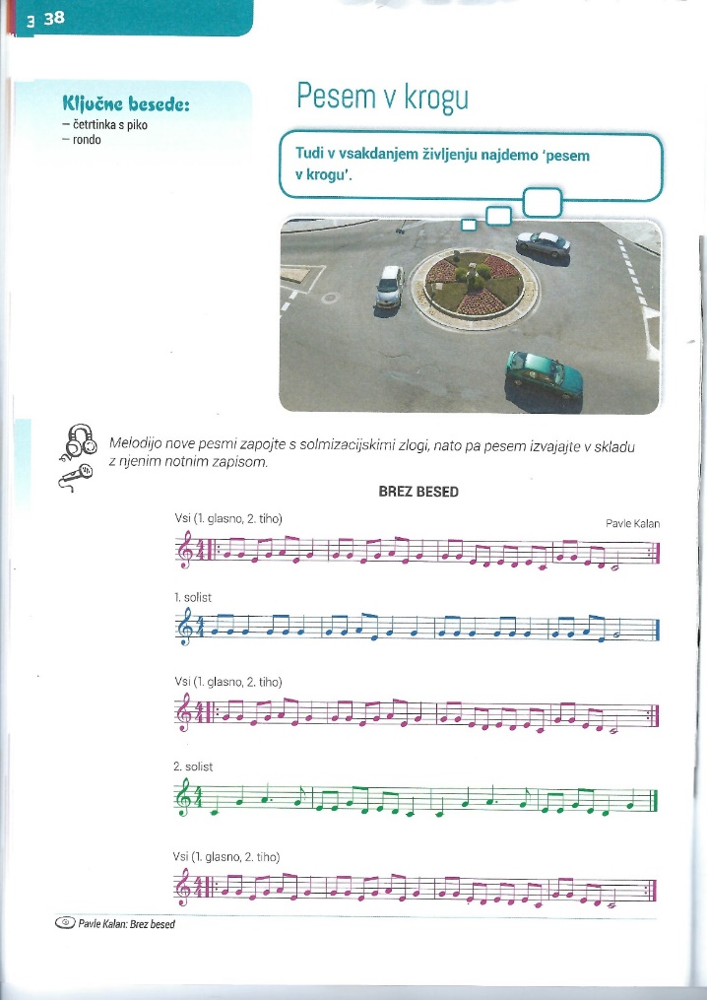 38
Ključne besede:
– četrtinka s piko
– rondo
Pesem v krogu
Tudi v vsakdanjem življenju najdemo 'pesem
v krogu'.
Melodijo nove pesmi zapojte s solmizacijskimi zlogi, nato pa pesem izvajajte v skladu
z njenim notnim zapisom.
BREZ BESED
Vsi (1. glasno, 2. tiho)
Pavle Kalan
1. solist
Vsi (1. glasno, 2. tiho)
2. solist
Vsi (1. glasno, 2. tiho)
Pavle Kalan: Brez besed